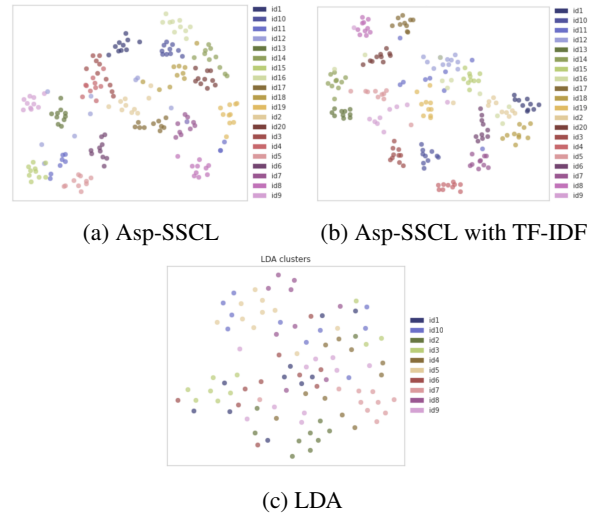 id1
id10
id11
id12
id13
id14
id15
id16
id17
id18
id19
id2
id20
id3
id4
id5
id6
id7
id8
id9
id1
id10
id11
id12
id13
id14
id15
id16
id17
id18
id19
id2
id20
id3
id4
id5
id6
id7
id8
id9
(a) Asp-SSCL
(b) Asp-SSCL with TF-IDF
LDA clusters
id1
id10
id2
id3
id4
id5
id6
id7
id8
id9
(c) LDA